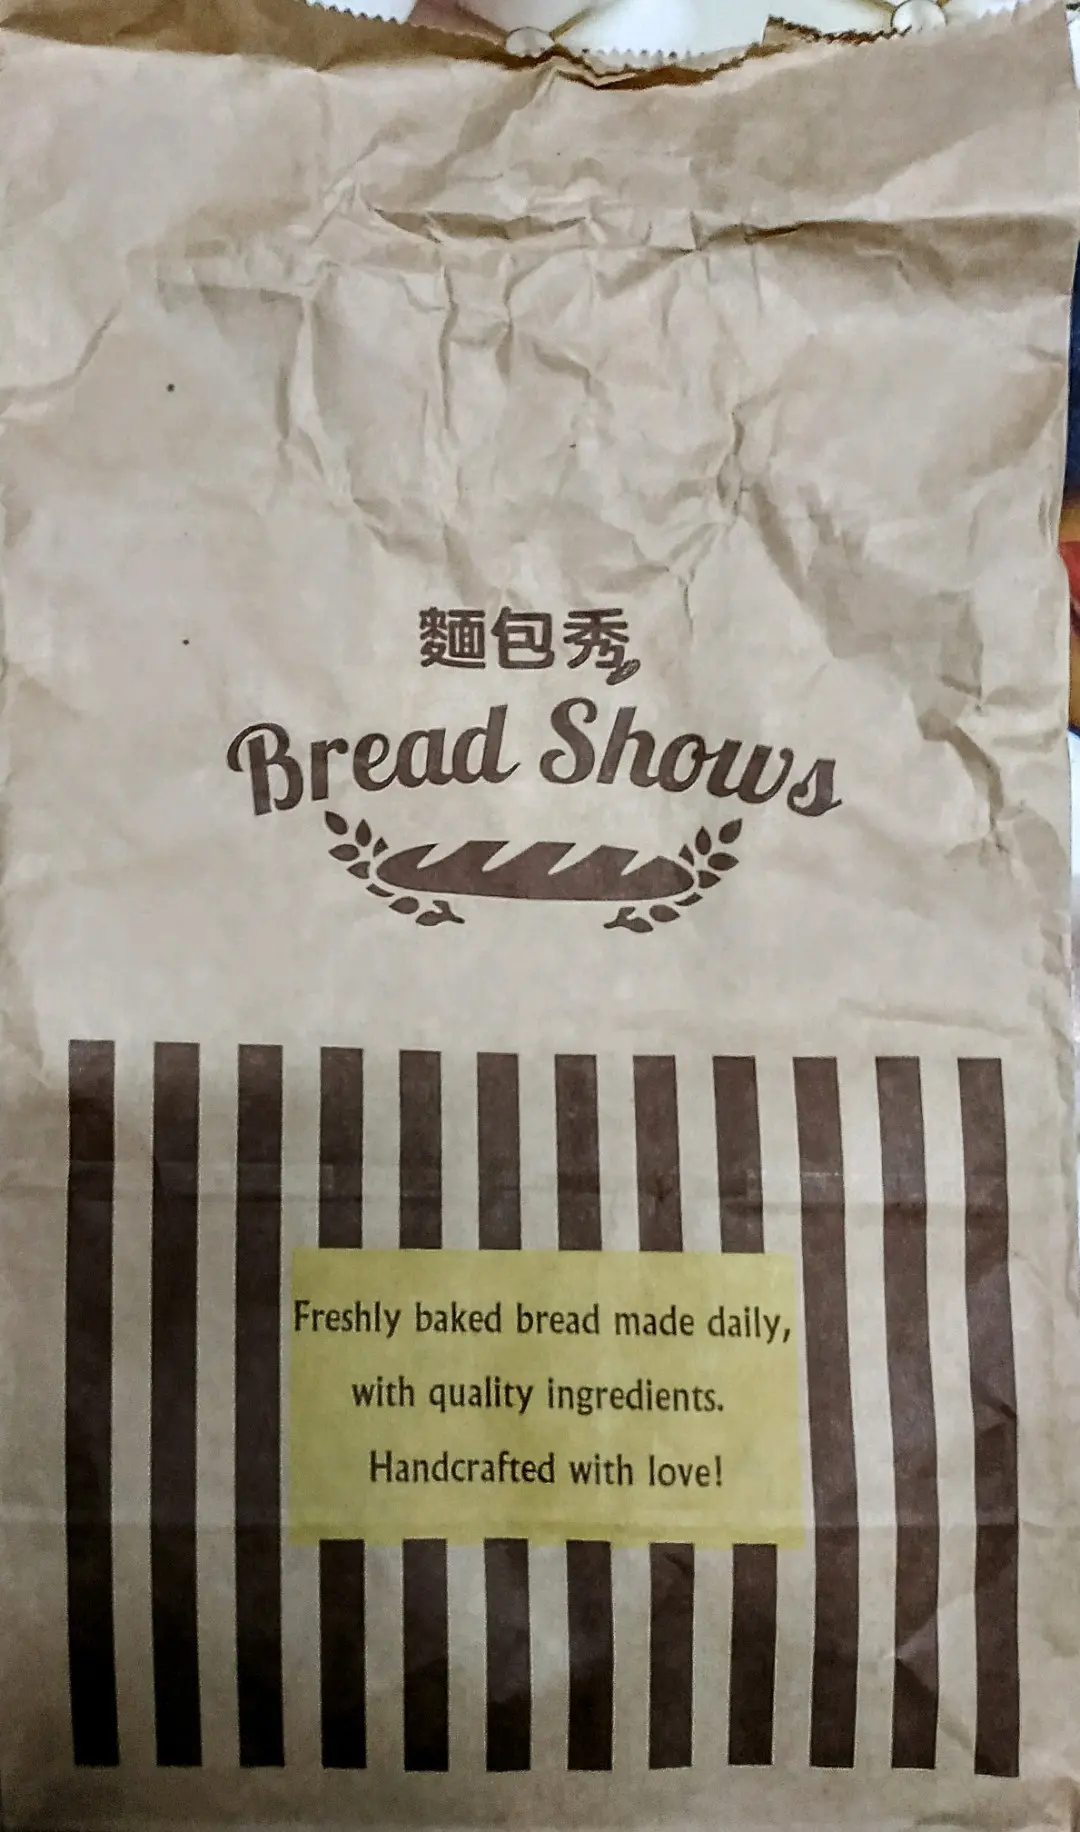 麵包秀
Bread Shows
Freshly baked bread made daily,
with quality ingredients.
Handcrafted with love!